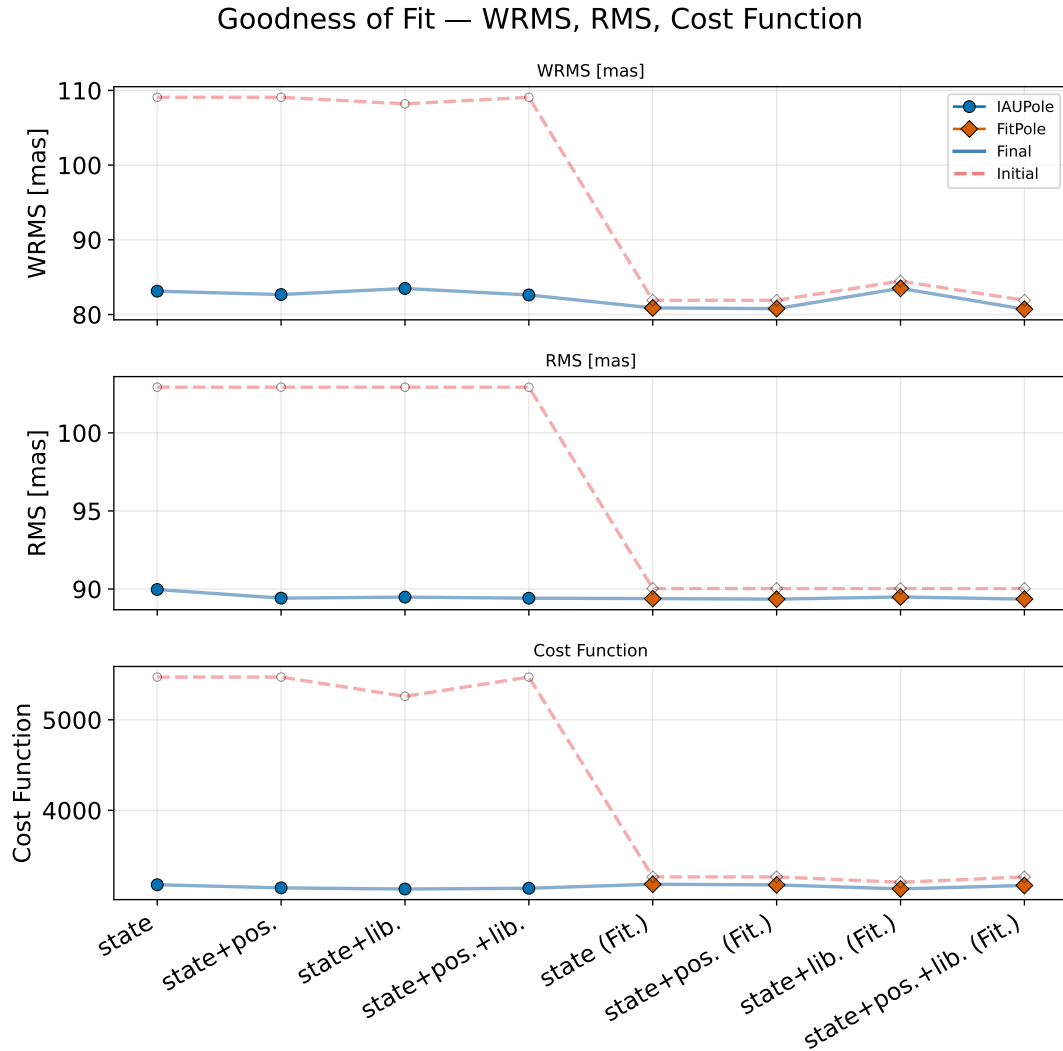 Goodness of Fit — WRMS, RMS, Cost Function
WRMS [mas]
110
100
90
80
WRMS [mas]
IAUPole
FitPole
Final
Initial
RMS [mas]
100
95
90
RMS [mas]
Cost Function
5000
4000
Cost Function
state
state+pos.
state+lib.
state+pos.+lib.
state (Fit.)
state+pos. (Fit.)
state+lib. (Fit.)
state+pos.+lib. (Fit.)